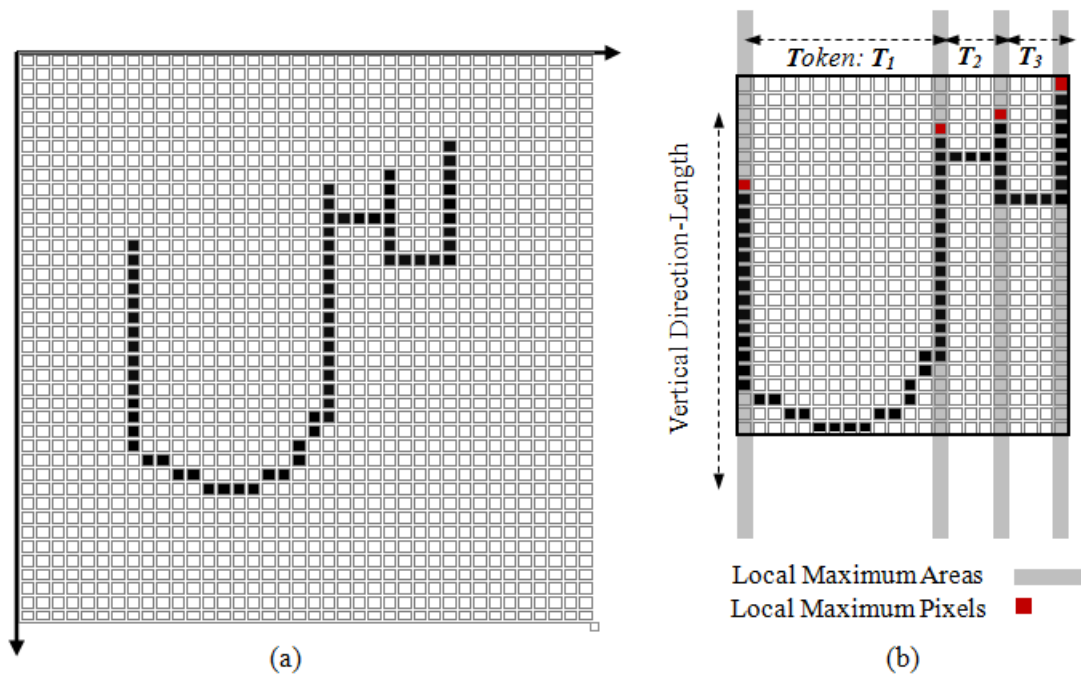 Token: T₁ T₂ T₃
Vertical Direction-Length
Local Maximum Areas
Local Maximum Pixels
(a) (b)